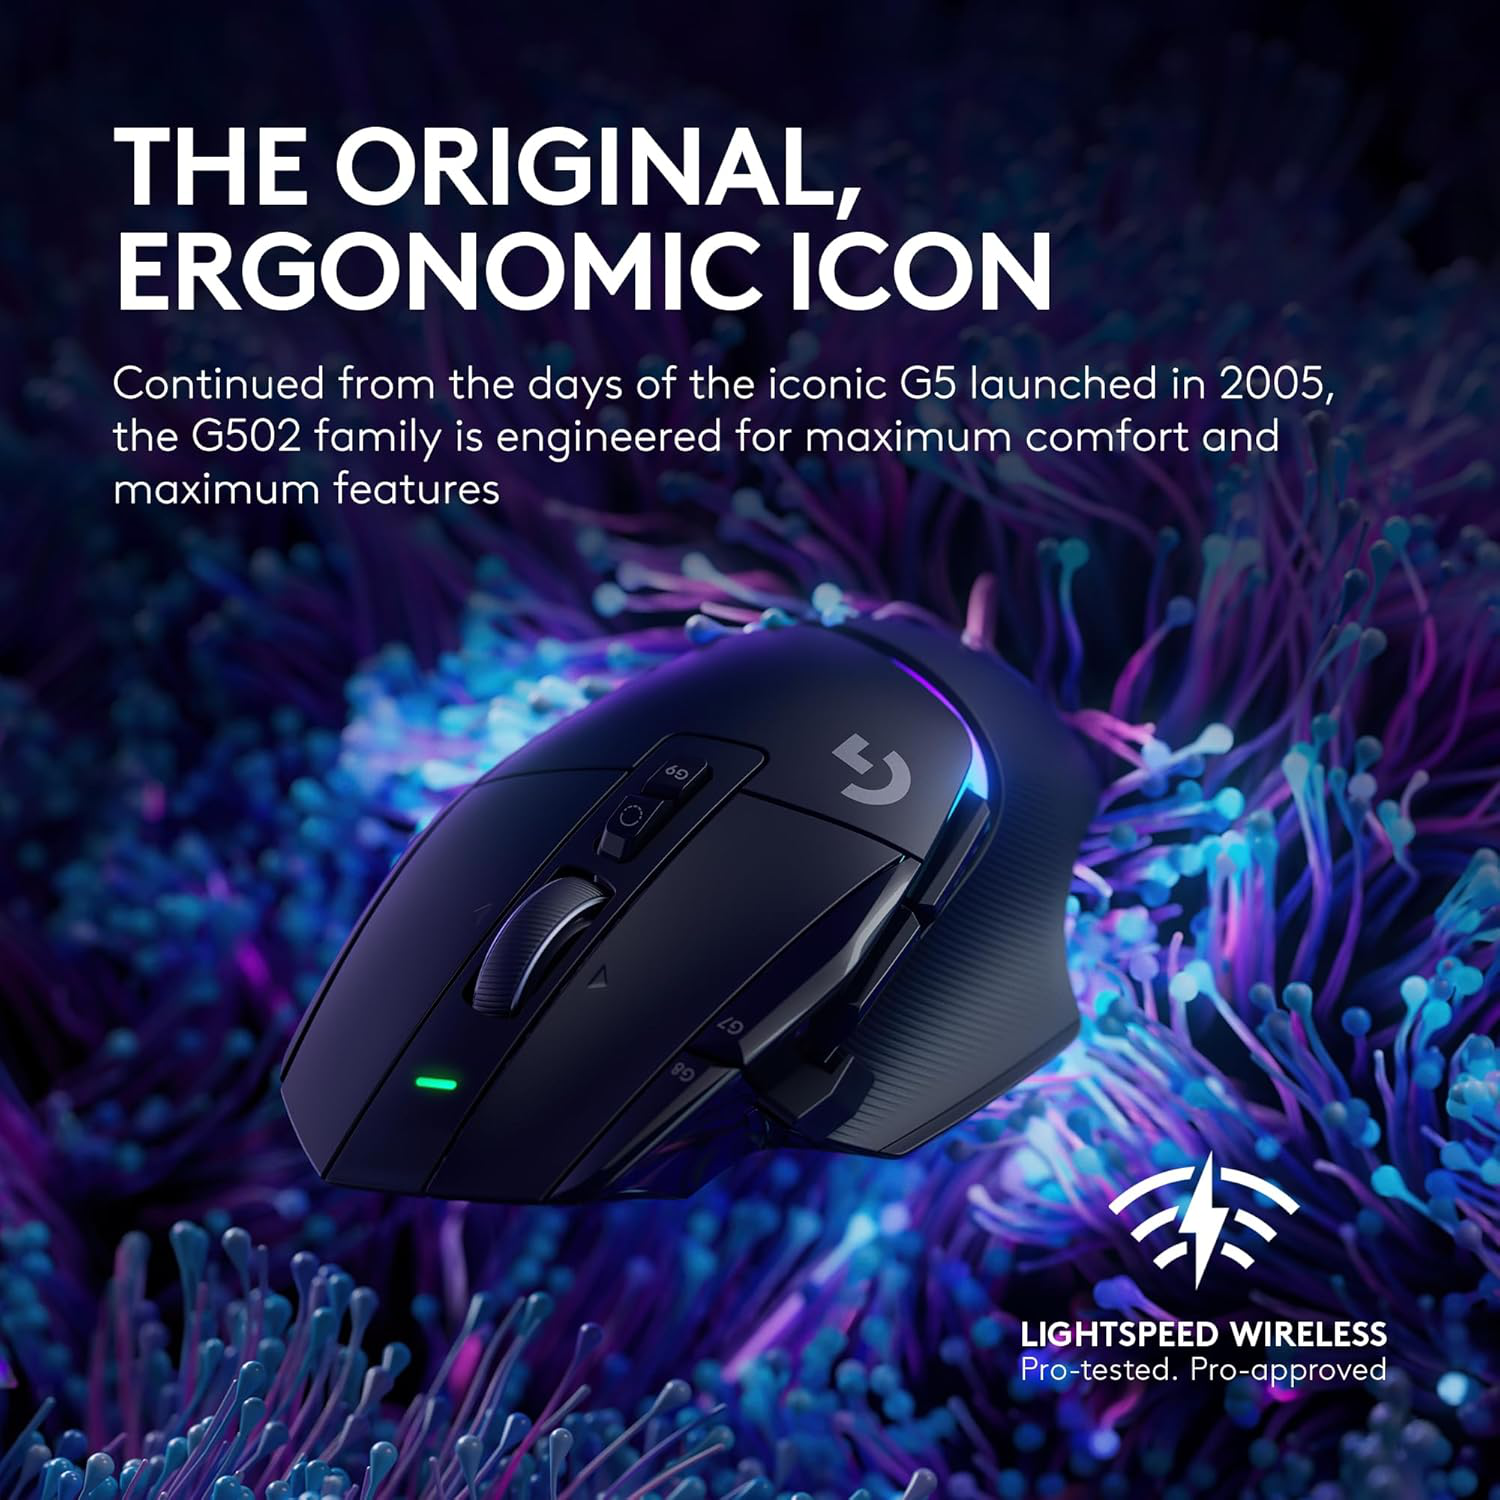 THE ORIGINAL,
ERGONOMIC ICON
Continued from the days of the iconic G5 launched in 2005,
the G502 family is engineered for maximum comfort and
maximum features
G9
G7
G8
LIGHTSPEED WIRELESS
Pro-tested. Pro-approved